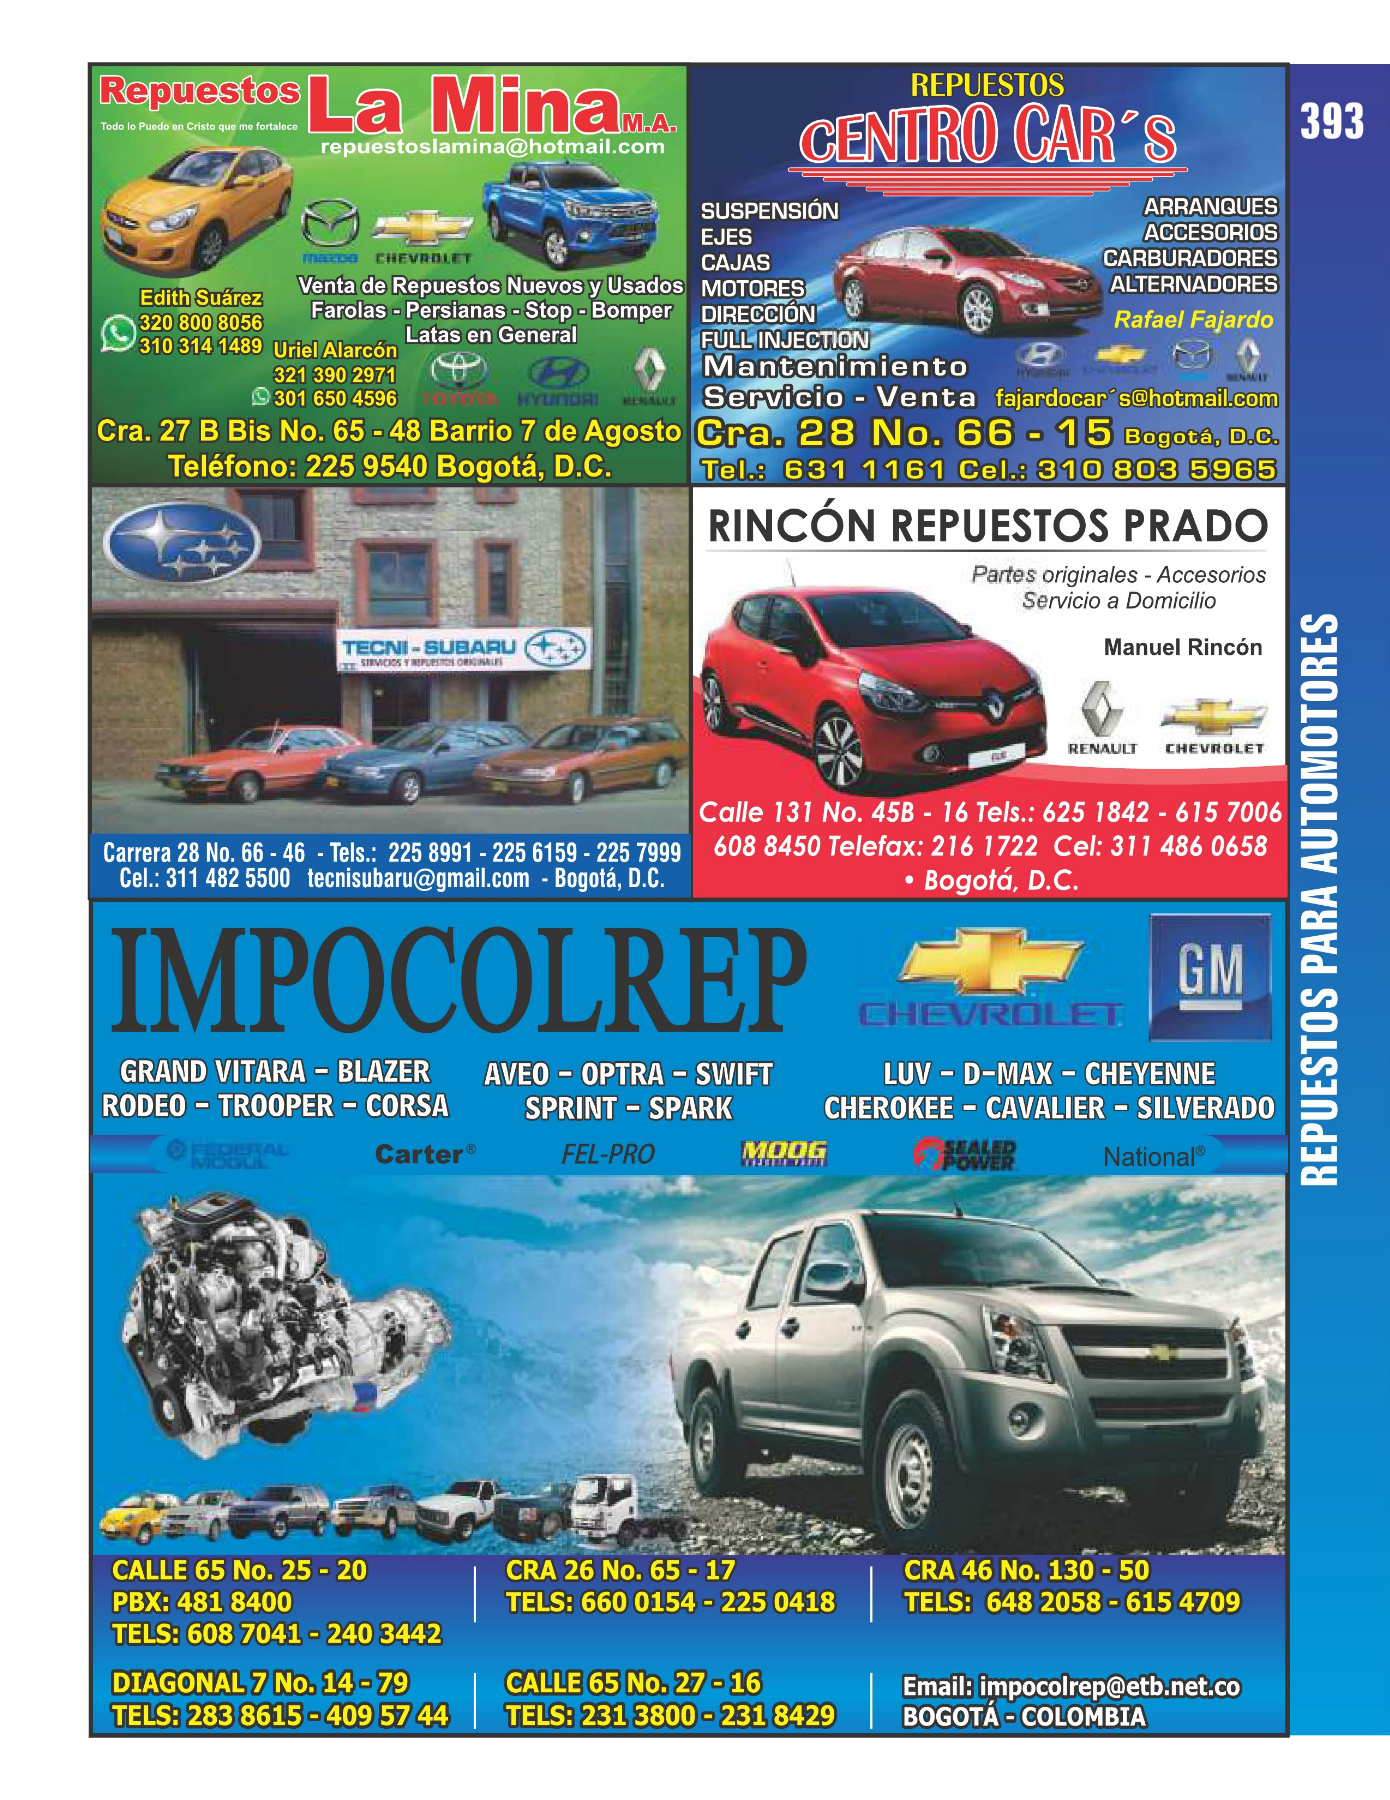 393
REPUESTOS PARA AUTOMOTORES
Repuestos La Mina M.A.
Todo lo Puedo en Cristo que me fortalece
repuestoslamina@hotmail.com
mazda
CHEVROLET
Venta de Repuestos Nuevos y Usados
Farolas - Persianas - Stop - Bomper
Latas en General
Edith Suárez
320 800 8056
310 314 1489
Uriel Alarcón
321 390 2971
301 650 4596
TOYOTA
HYUNDAI
RENAULT
Cra. 27 B Bis No. 65 - 48 Barrio 7 de Agosto
Teléfono: 225 9540 Bogotá, D.C.
REPUESTOS
CENTRO CAR´S
SUSPENSIÓN
EJES
CAJAS
MOTORES
DIRECCIÓN
FULL INJECTION
ARRANQUES
ACCESORIOS
CARBURADORES
ALTERNADORES
Rafael Fajardo
HYUNDAI
CHEVROLET
RENAULT
Mantenimiento
Servicio - Venta fajardocar´s@hotmail.com
Cra. 28 No. 66 - 15 Bogotá, D.C.
Tel.: 631 1161 Cel.: 310 803 5965
TECNI - SUBARU
SERVICIOS Y REPUESTOS ORIGINALES
Carrera 28 No. 66 - 46 - Tels.: 225 8991 - 225 6159 - 225 7999
Cel.: 311 482 5500 tecnisubaru@gmail.com - Bogotá, D.C.
RINCÓN REPUESTOS PRADO
Partes originales - Accesorios
Servicio a Domicilio
Manuel Rincón
RENAULT
CHEVROLET
Calle 131 No. 45B - 16 Tels.: 625 1842 - 615 7006
608 8450 Telefax: 216 1722 Cel: 311 486 0658
• Bogotá, D.C.
IMPOCOLREP
CHEVROLET
GM
GRAND VITARA – BLAZER
RODEO – TROOPER – CORSA
AVEO – OPTRA – SWIFT
SPRINT – SPARK
LUV – D–MAX – CHEYENNE
CHEROKEE – CAVALIER – SILVERADO
FEDERAL
MOGUL
Carter®
FEL-PRO
MOOG
SEALED
POWER
National®
CALLE 65 No. 25 - 20
PBX: 481 8400
TELS: 608 7041 - 240 3442
CRA 26 No. 65 - 17
TELS: 660 0154 - 225 0418
CRA 46 No. 130 - 50
TELS: 648 2058 - 615 4709
DIAGONAL 7 No. 14 - 79
TELS: 283 8615 - 409 57 44
CALLE 65 No. 27 - 16
TELS: 231 3800 - 231 8429
Email: impocolrep@etb.net.co
BOGOTÁ - COLOMBIA